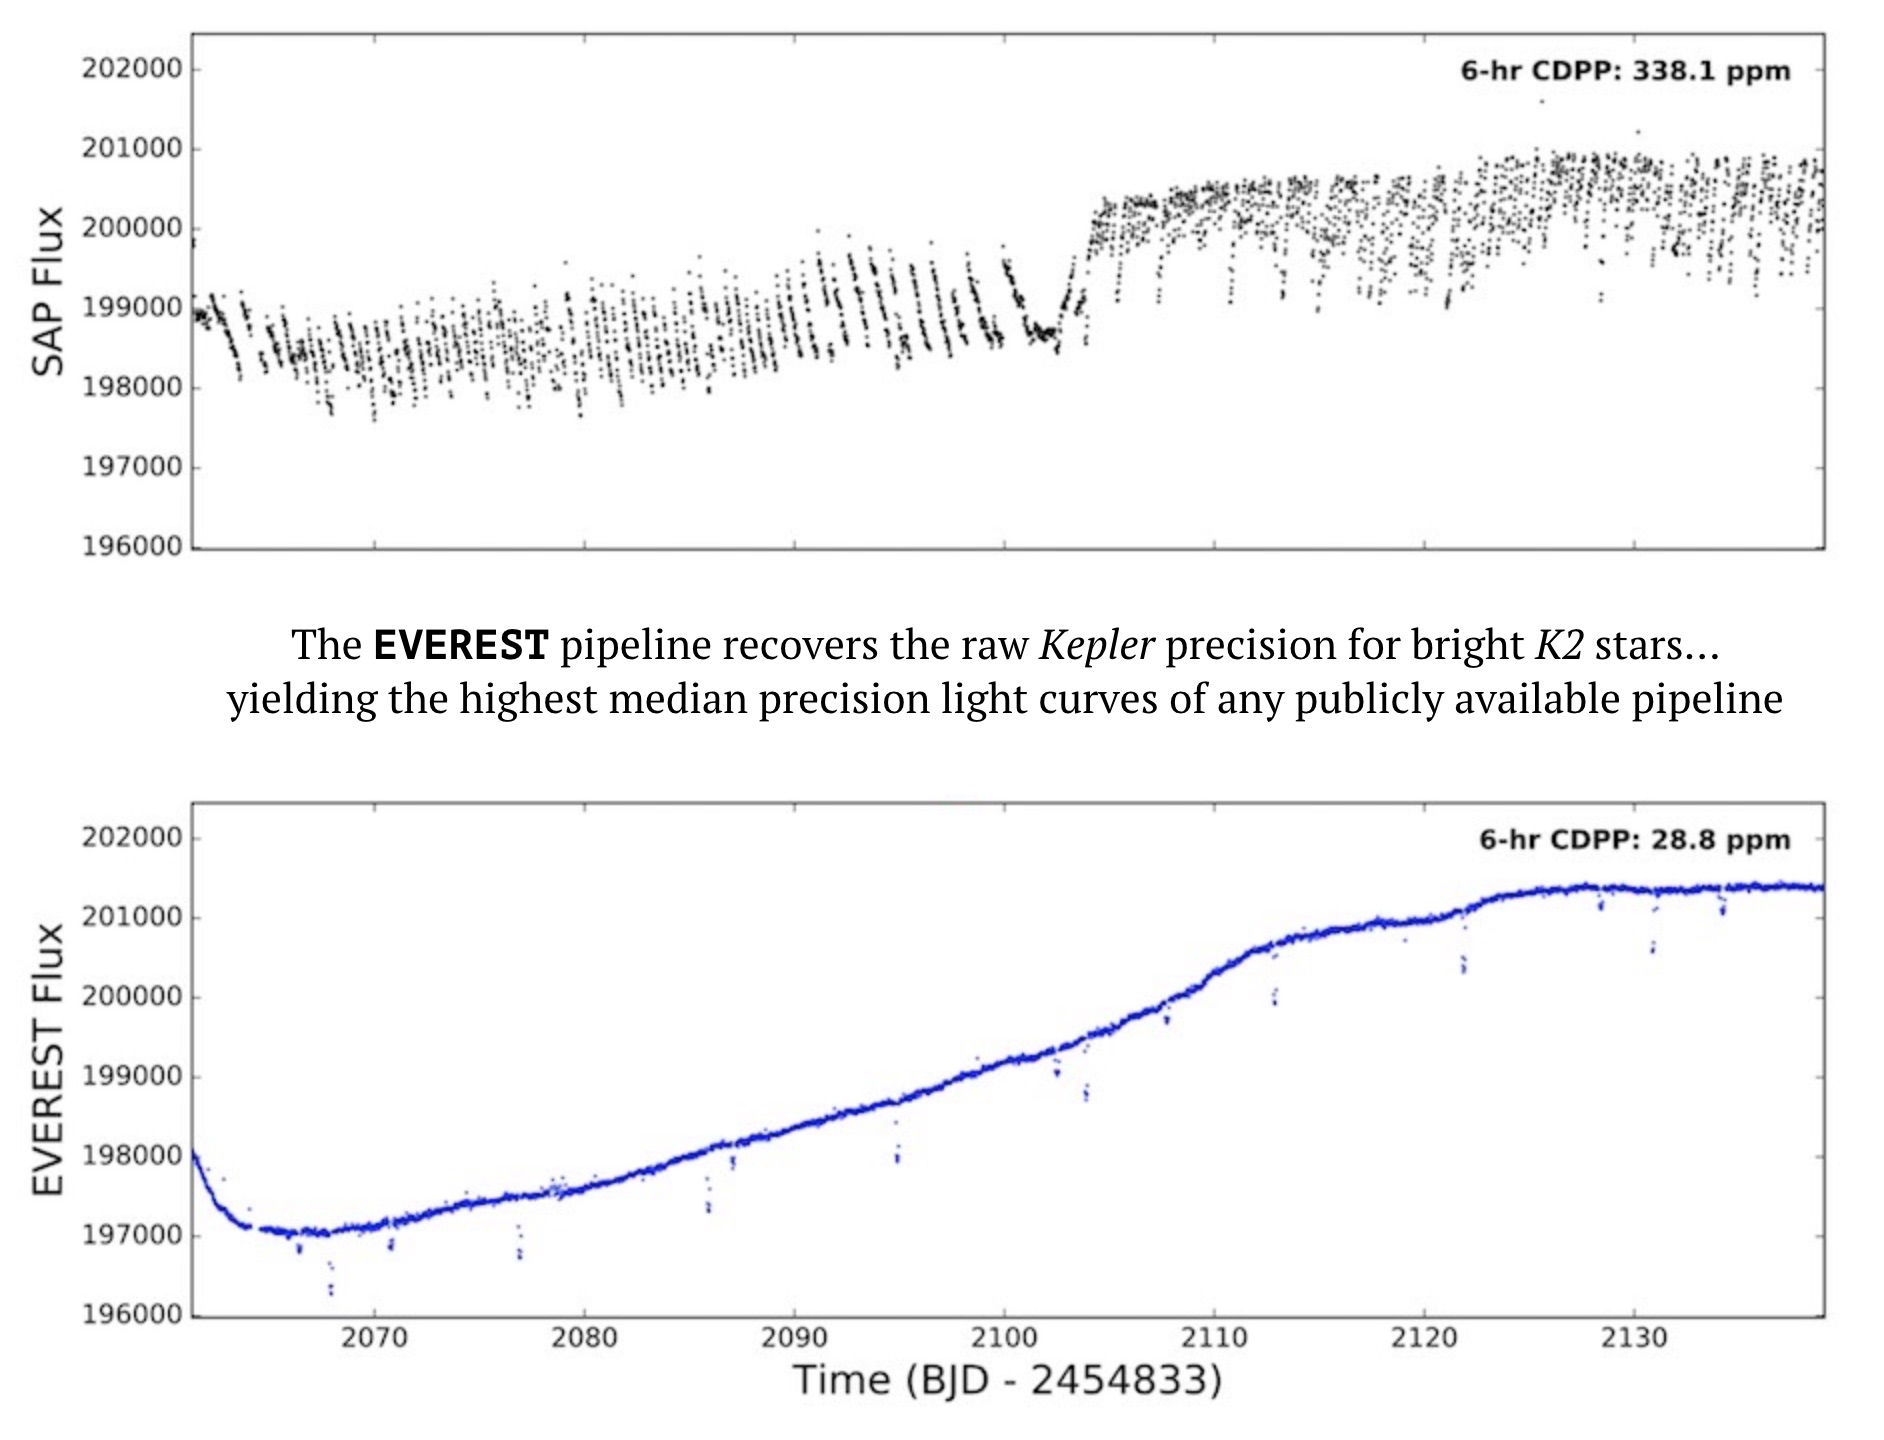 202000
6-hr CDPP: 338.1 ppm
201000
200000
199000
198000
197000
196000
SAP Flux
The EVEREST pipeline recovers the raw Kepler precision for bright K2 stars...
yielding the highest median precision light curves of any publicly available pipeline
202000
6-hr CDPP: 28.8 ppm
201000
200000
199000
198000
197000
196000
EVEREST Flux
2070 2080 2090 2100 2110 2120 2130
Time (BJD - 2454833)